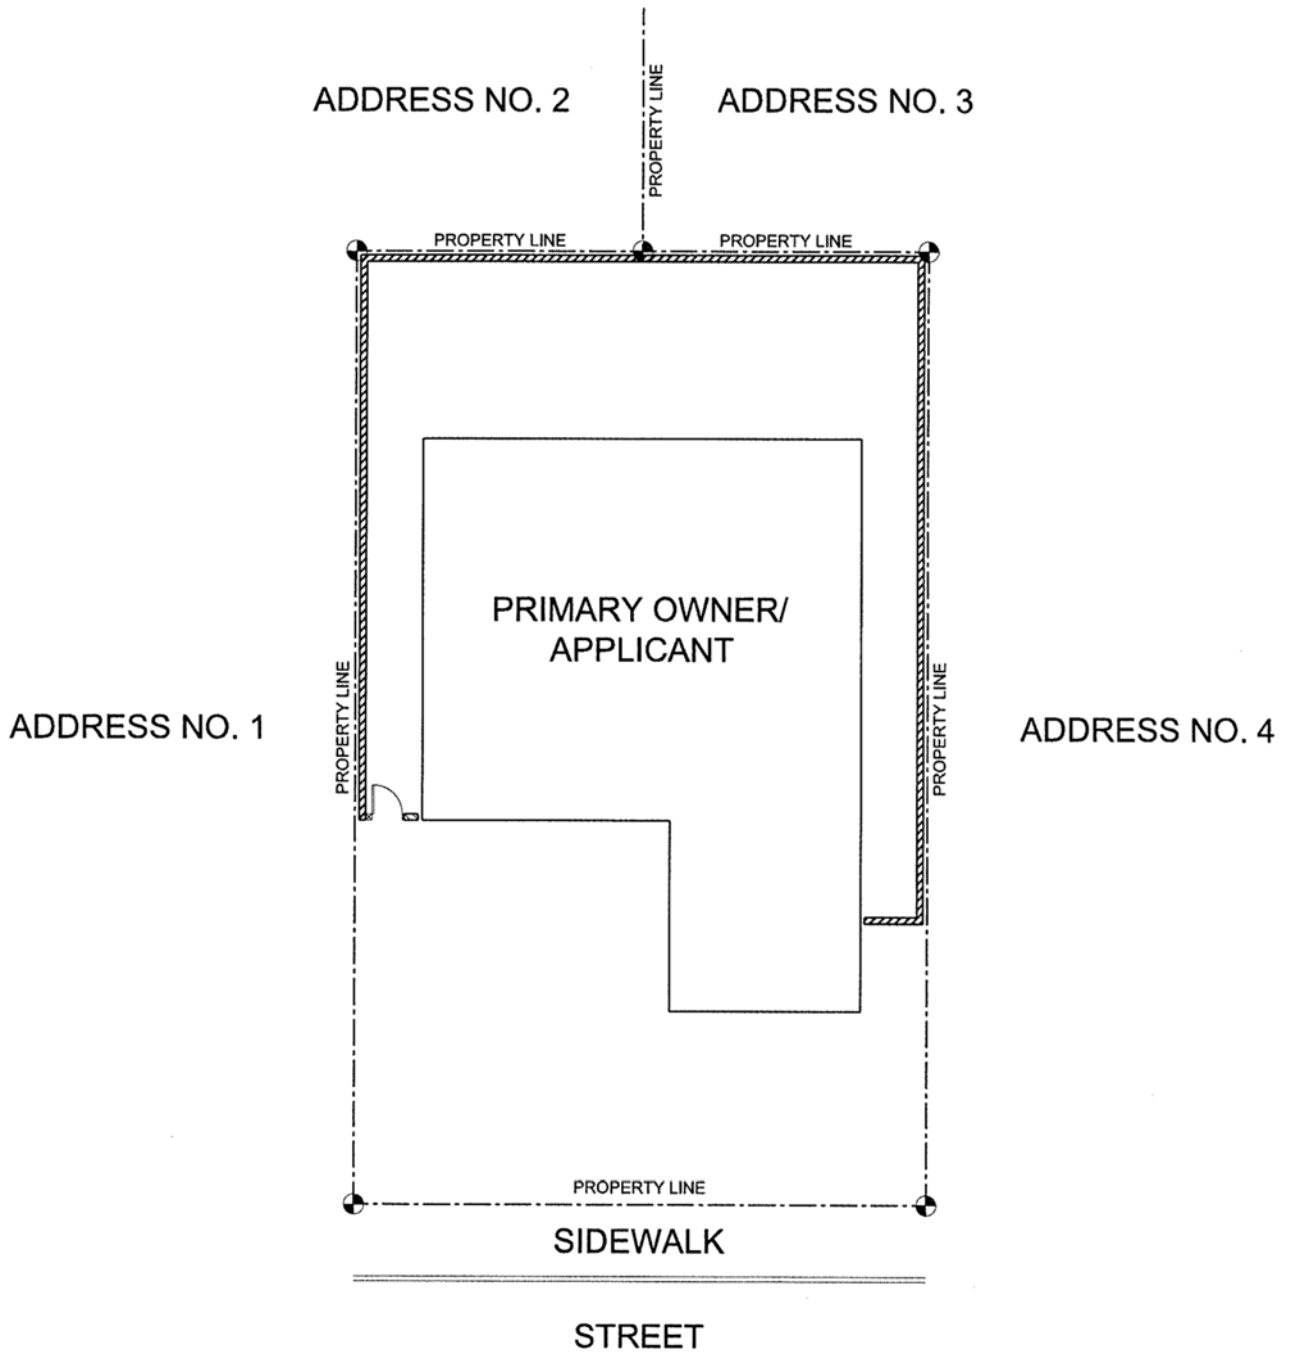 ADDRESS NO. 2
PROPERTY LINE
ADDRESS NO. 3
PROPERTY LINE
PROPERTY LINE
PRIMARY OWNER/
APPLICANT
ADDRESS NO. 1
PROPERTY LINE
PROPERTY LINE
ADDRESS NO. 4
PROPERTY LINE
SIDEWALK
STREET